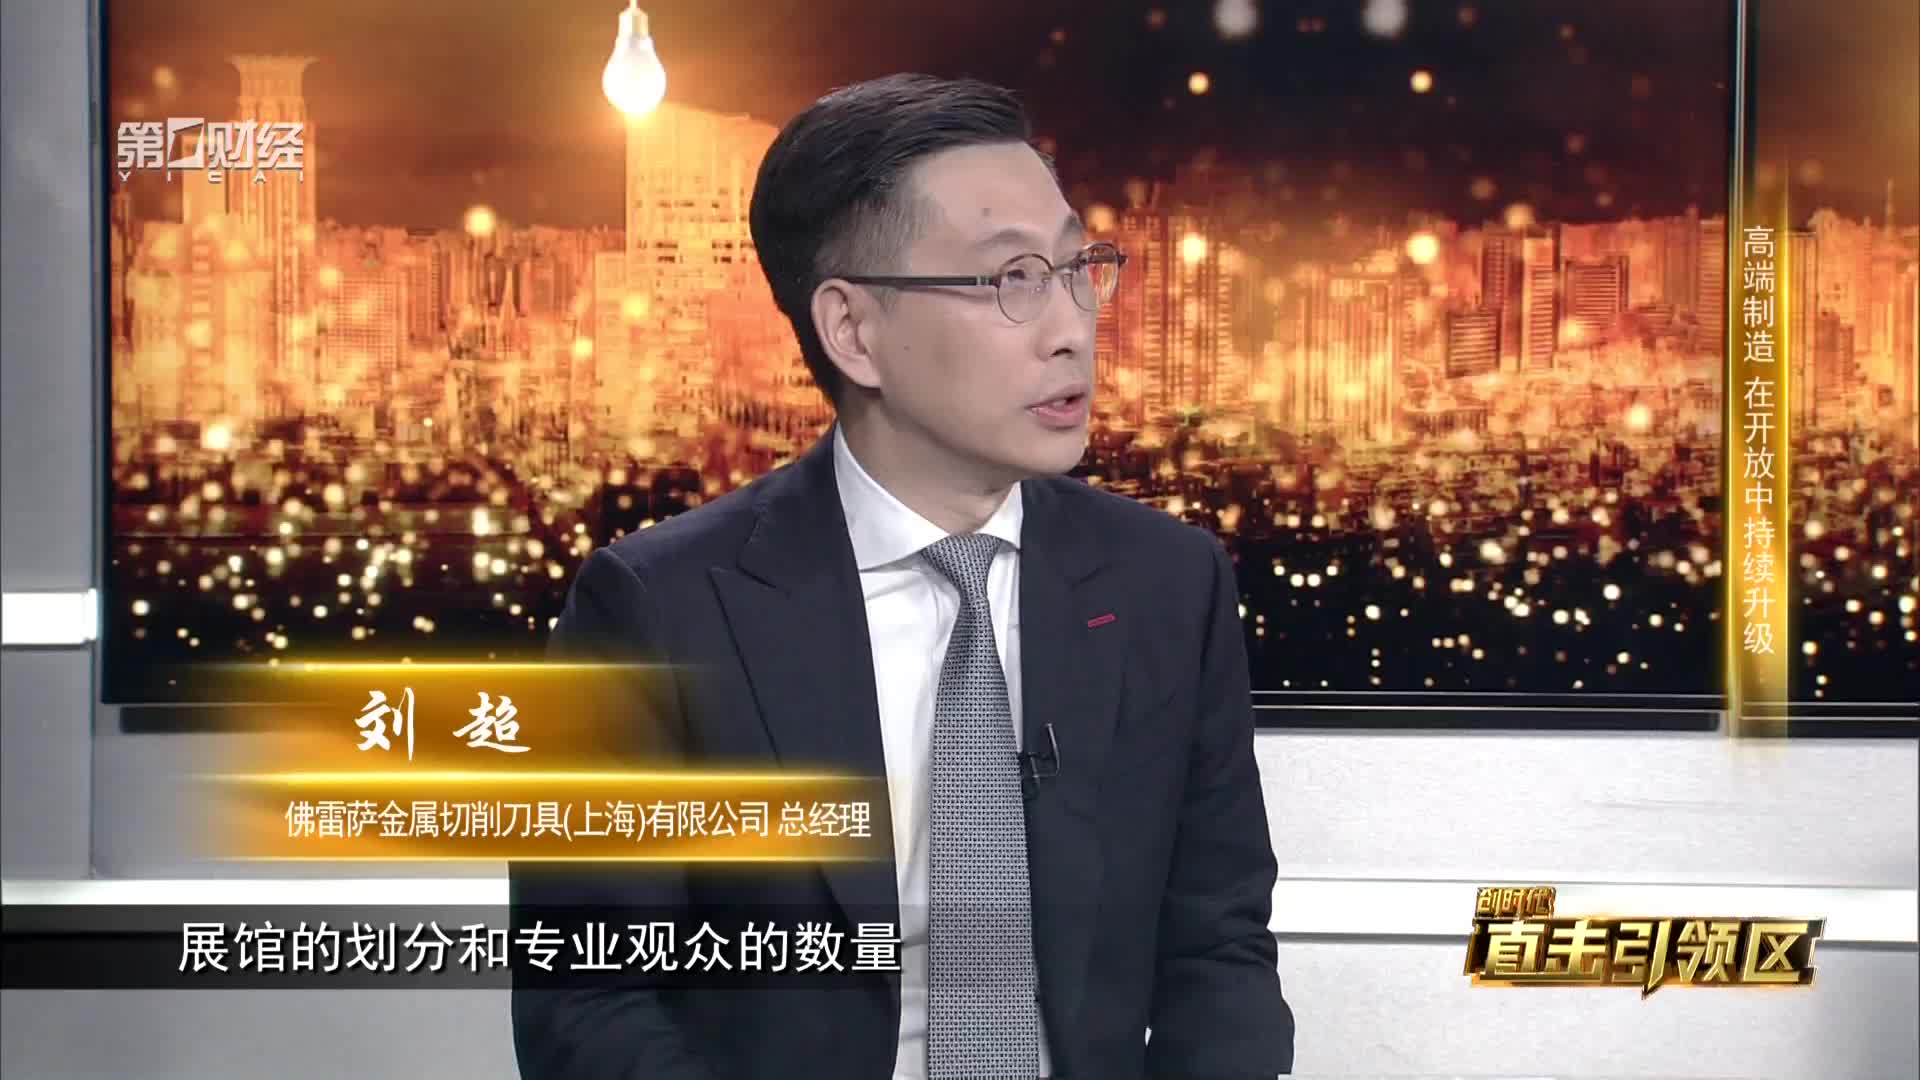 第一财经
YICAI
高端制造 在开放中持续升级
刘 超
佛雷萨金属切削刀具(上海)有限公司 总经理
展馆的划分和专业观众的数量
创时代
直击引领区